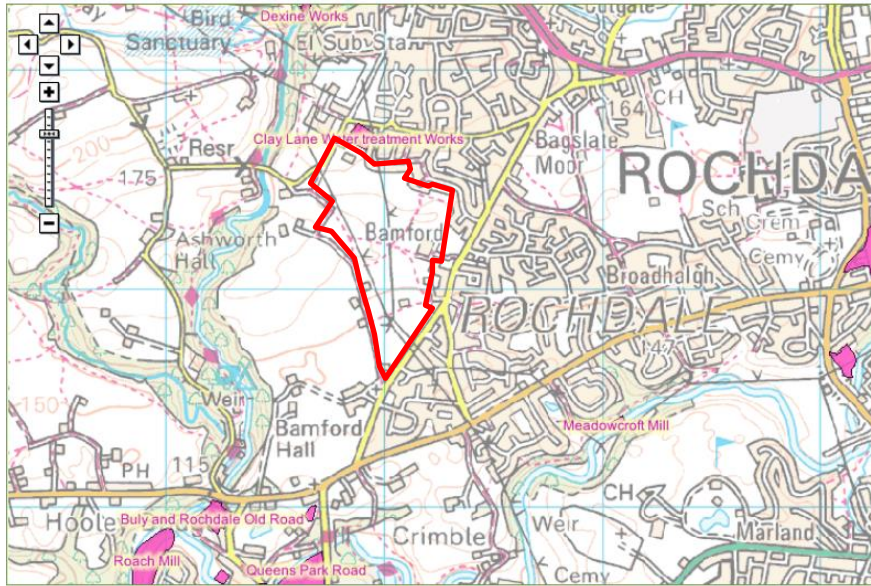 Dexine Works
Bird
Sanctuary
El Sub Stan
Cutgate
164
CH
Clay Lane Water treatment Works
200
Resr
Bagslate
Moor
175
ROCHDA
Sch
Crem
Cemy
Bamford
Ashworth
Hall
Broadhalgh
ROCHDALE
147
150
Weir
Bamford
Hall
Meadowcroft Mill
PH
115
CH
Hoole
Buly and Rochdale Old Road
Crimble
Weir
Marland
Roach Mill
Queens Park Road
Cemy